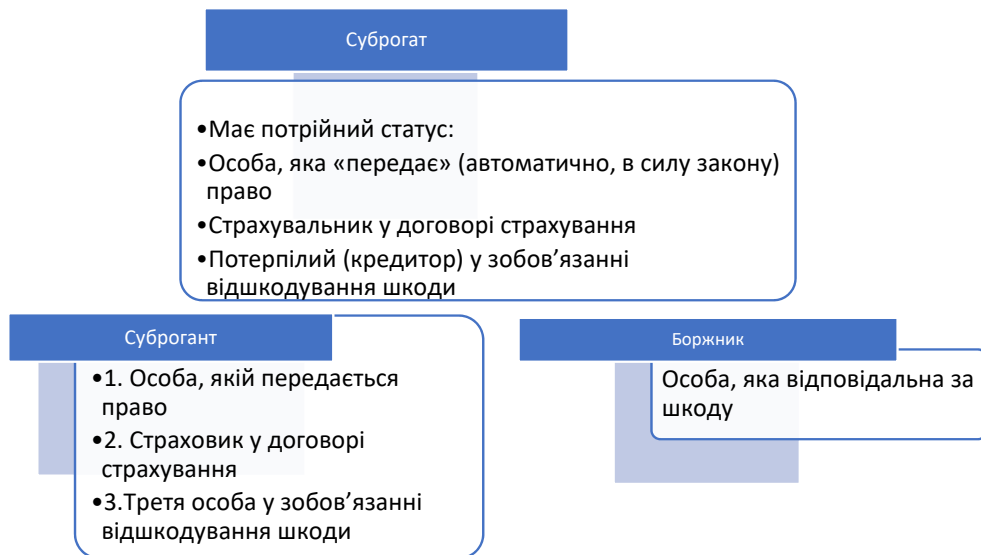 Суброгат
•Має потрійний статус:
•Особа, яка «передає» (автоматично, в силу закону)
право
•Страхувальник у договорі страхування
•Потерпілий (кредитор) у зобов’язанні
відшкодування шкоди
Суброгант
•1. Особа, якій передається
право
•2. Страховик у договорі
страхування
•3.Третя особа у зобов’язанні
відшкодування шкоди
Боржник
Особа, яка відповідальна за
шкоду